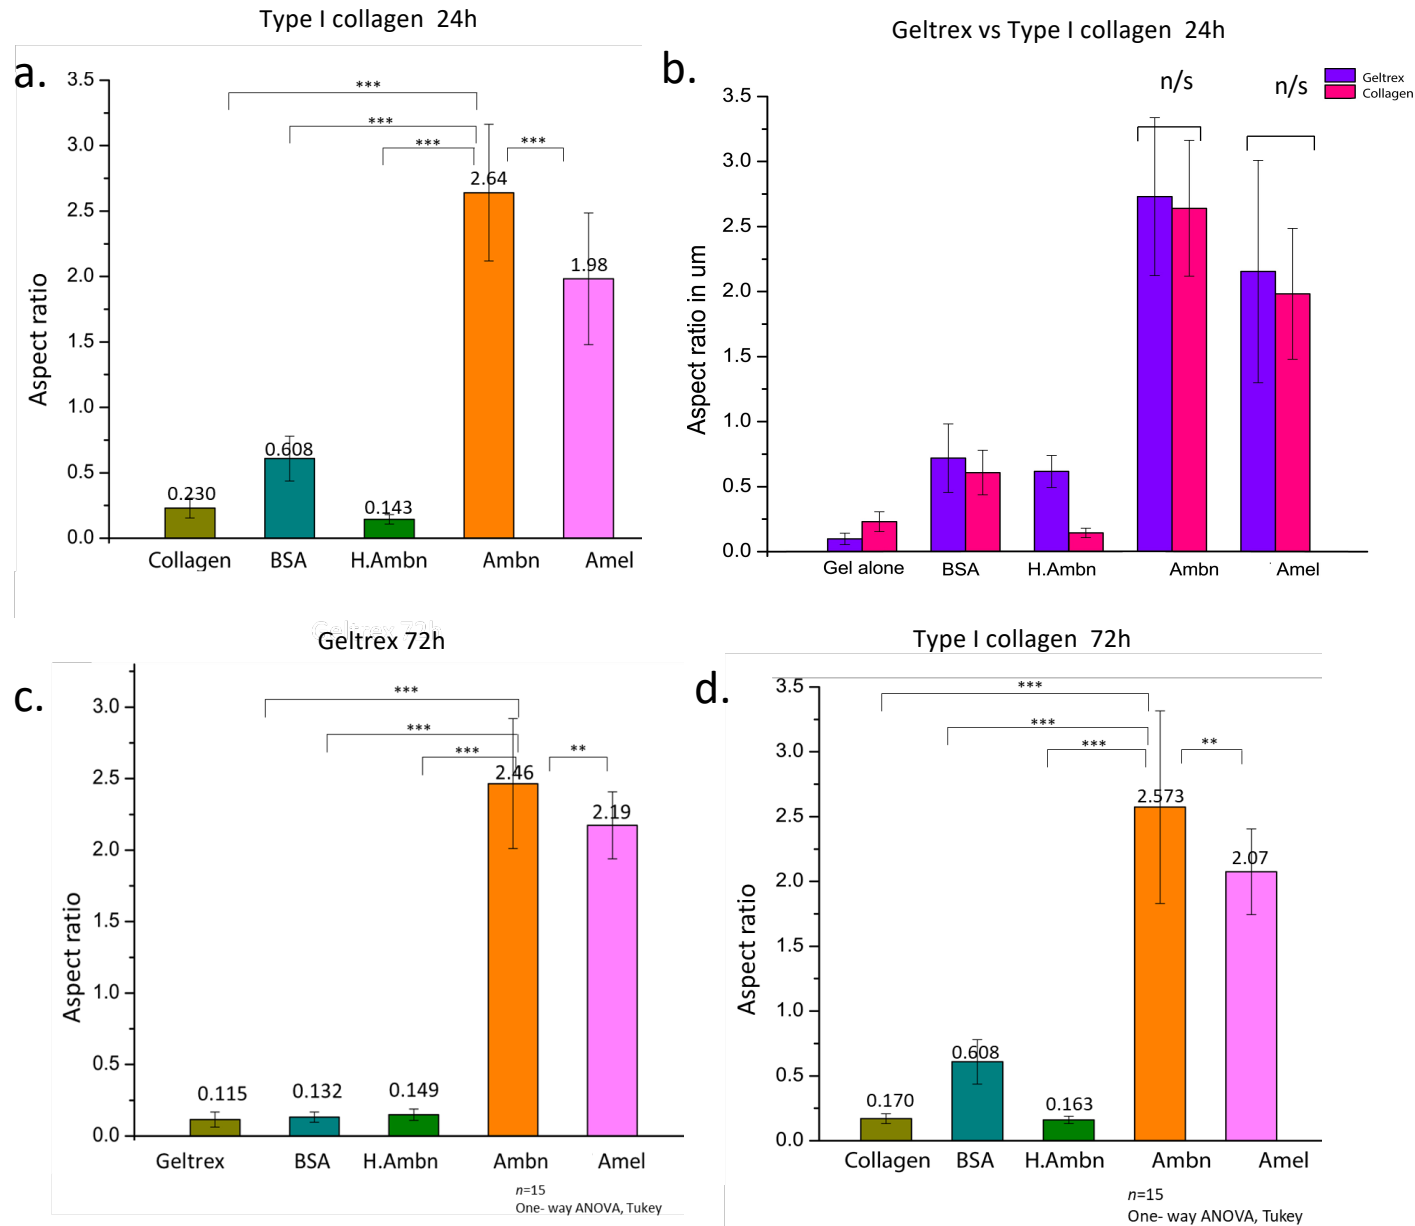 Type I collagen 24h
a.
3.5
3.0
2.5
2.0
1.5
1.0
0.5
0.0
Aspect ratio
***
***
***
***
0.230
0.608
0.143
2.64
1.98
Collagen BSA H.Ambn Ambn Amel
Geltrex vs Type I collagen 24h
b.
n/s
n/s
Geltrex
Collagen
3.5
3.0
2.5
2.0
1.5
1.0
0.5
0.0
Aspect ratio in um
Gel alone BSA H.Ambn Ambn Amel
Geltrex 72h
c.
3.0
2.5
2.0
1.5
1.0
0.5
0.0
Aspect ratio
***
***
***
**
0.115
0.132
0.149
2.46
2.19
Geltrex BSA H.Ambn Ambn Amel
n=15
One- way ANOVA, Tukey
Type I collagen 72h
d.
3.5
3.0
2.5
2.0
1.5
1.0
0.5
0.0
Aspect ratio
***
***
***
**
0.170
0.608
0.163
2.573
2.07
Collagen BSA H.Ambn Ambn Amel
n=15
One- way ANOVA, Tukey